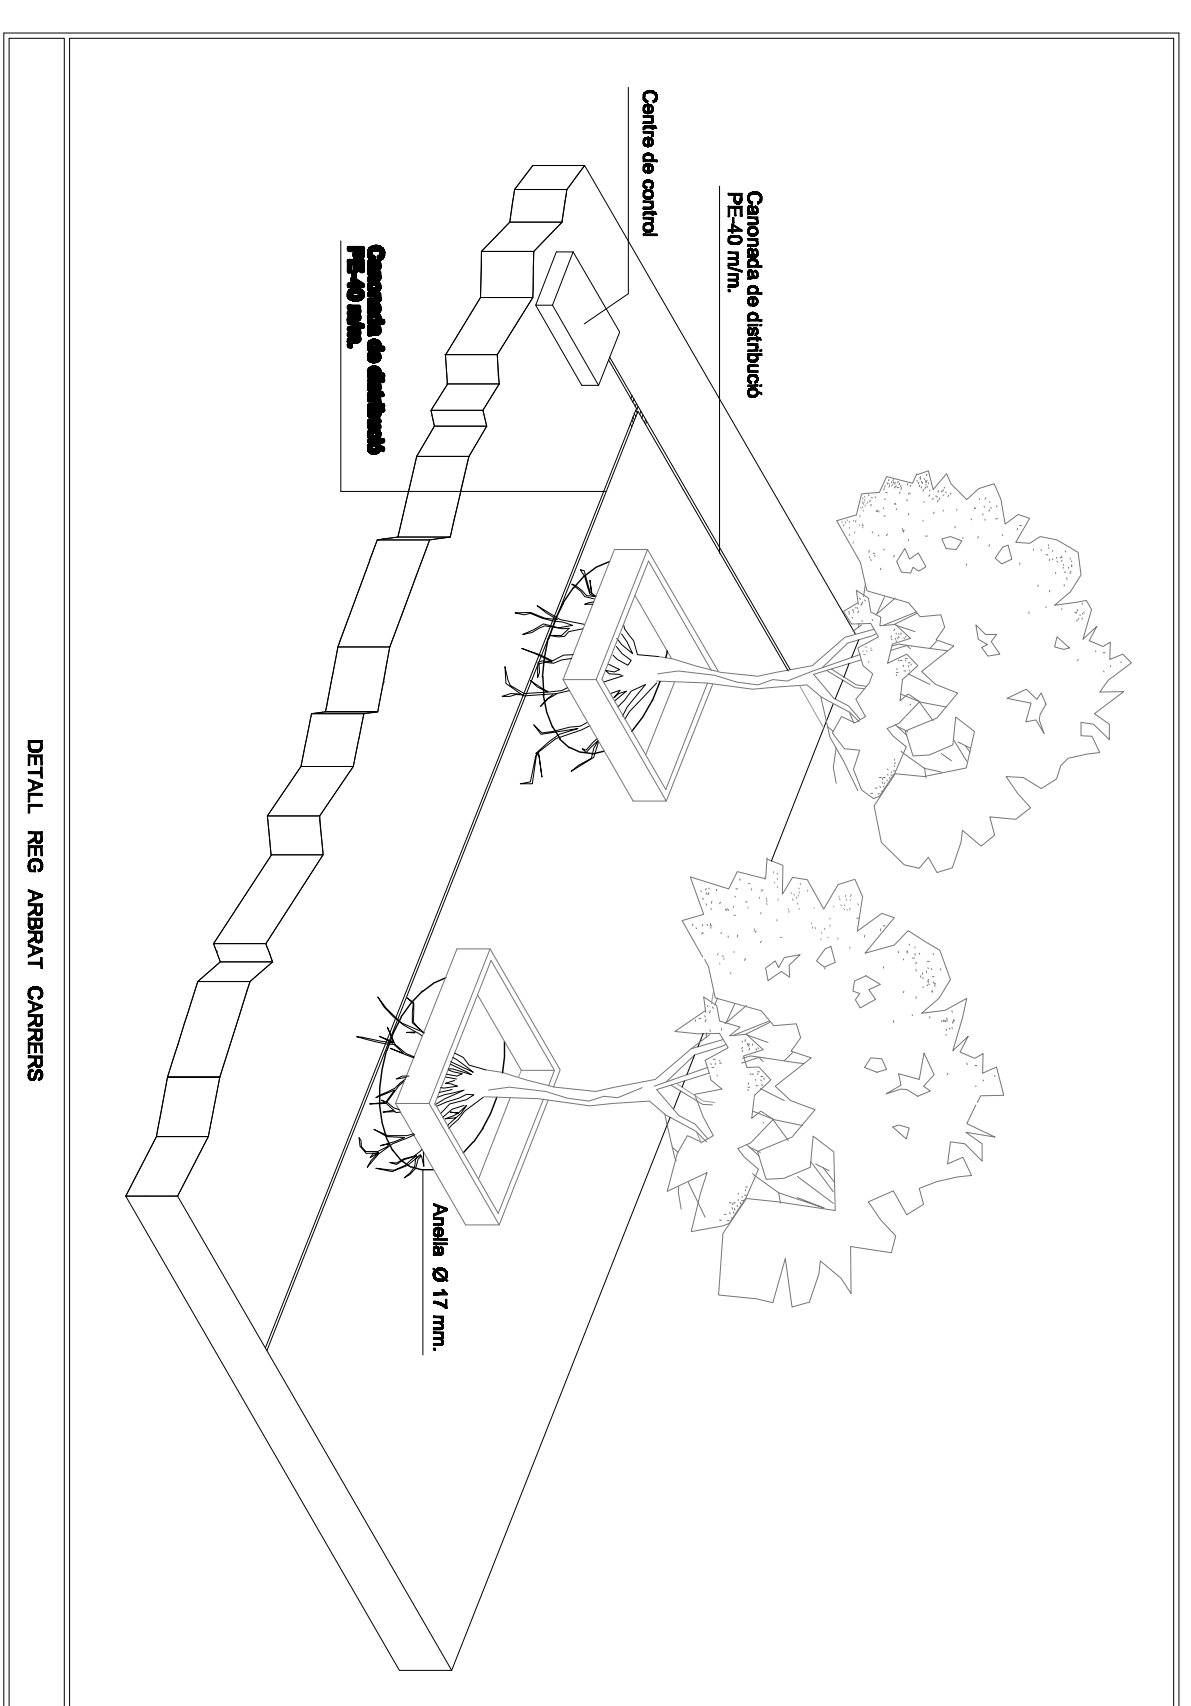 Centre de control
Canonada de distribució
PE-40 m/m.
Canonada de distribució
PE-40 m/m.
Anella Ø 17 mm.
DETALL REG ARBRAT CARRERS